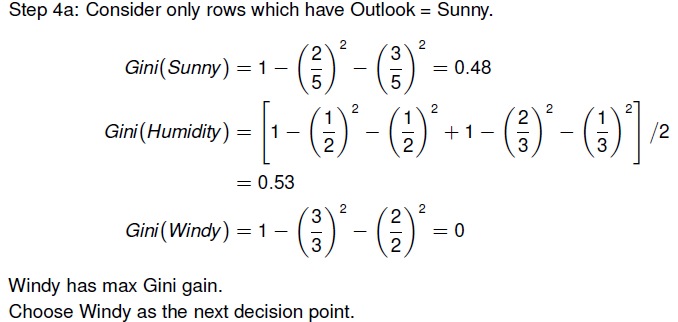 Step 4a: Consider only rows which have Outlook = Sunny.
Gini(Sunny) = 1 − (2/5)² − (3/5)² = 0.48
Gini(Humidity) = [1 − (1/2)² − (1/2)² + 1 − (2/3)² − (1/3)²] /2
= 0.53
Gini(Windy) = 1 − (3/3)² − (2/2)² = 0
Windy has max Gini gain.
Choose Windy as the next decision point.